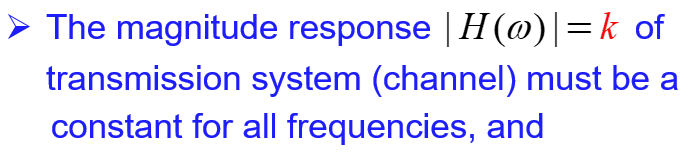 ➢ The magnitude response |H(ω)|=k of
transmission system (channel) must be a
constant for all frequencies, and